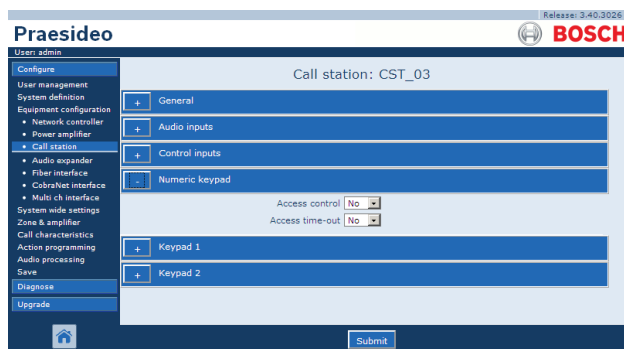 Release: 3.40.3026
Praesideo
BOSCH
User: admin
Configure
User management
System definition
Equipment configuration
• Network controller
• Power amplifier
• Call station
• Audio expander
• Fiber interface
• CobraNet interface
• Multi ch interface
System wide settings
Zone & amplifier
Call characteristics
Action programming
Audio processing
Save
Diagnose
Upgrade
Call station: CST_03
+ General
+ Audio inputs
+ Control inputs
- Numeric keypad
Access control No
Access time-out No
+ Keypad 1
+ Keypad 2
Submit